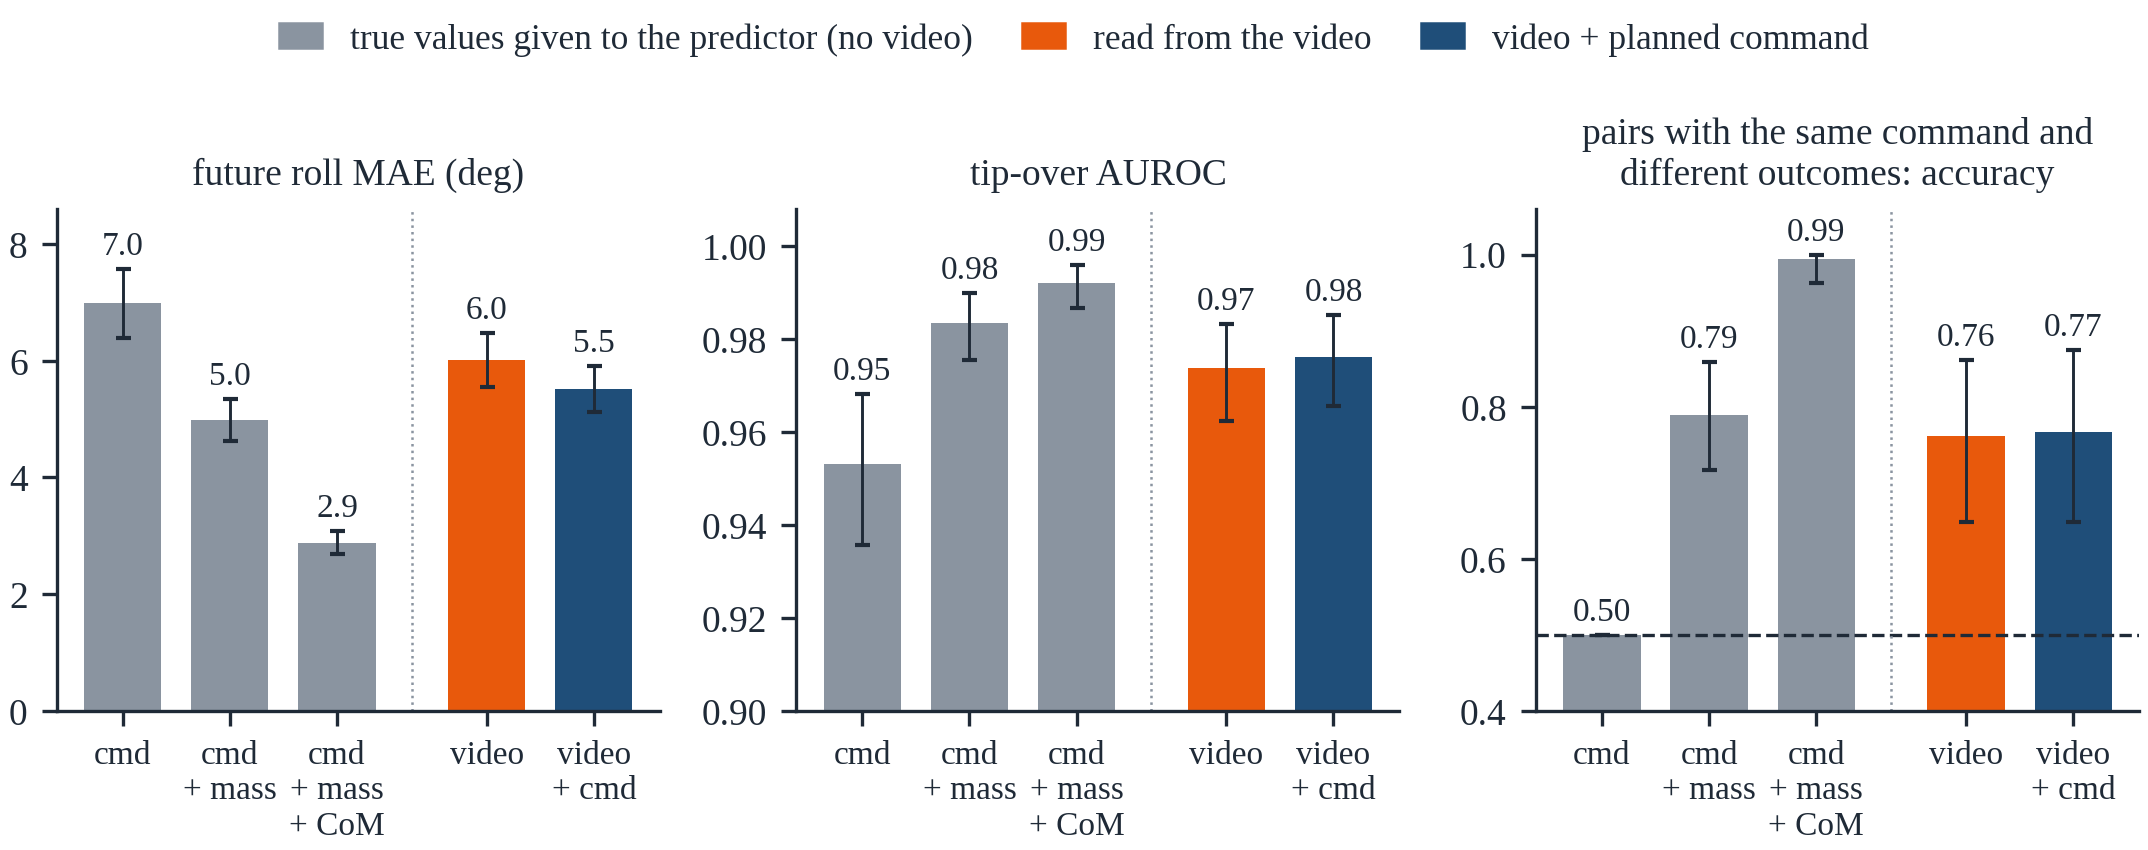 true values given to the predictor (no video)
read from the video
video + planned command
future roll MAE (deg)
8
6
4
2
0
7.0
5.0
2.9
6.0
5.5
cmd
cmd
+ mass
cmd
+ mass
+ CoM
video
video
+ cmd
tip-over AUROC
1.00
0.98
0.96
0.94
0.92
0.90
0.95
0.98
0.99
0.97
0.98
cmd
cmd
+ mass
cmd
+ mass
+ CoM
video
video
+ cmd
pairs with the same command and
different outcomes: accuracy
1.0
0.8
0.6
0.4
0.50
0.79
0.99
0.76
0.77
cmd
cmd
+ mass
cmd
+ mass
+ CoM
video
video
+ cmd